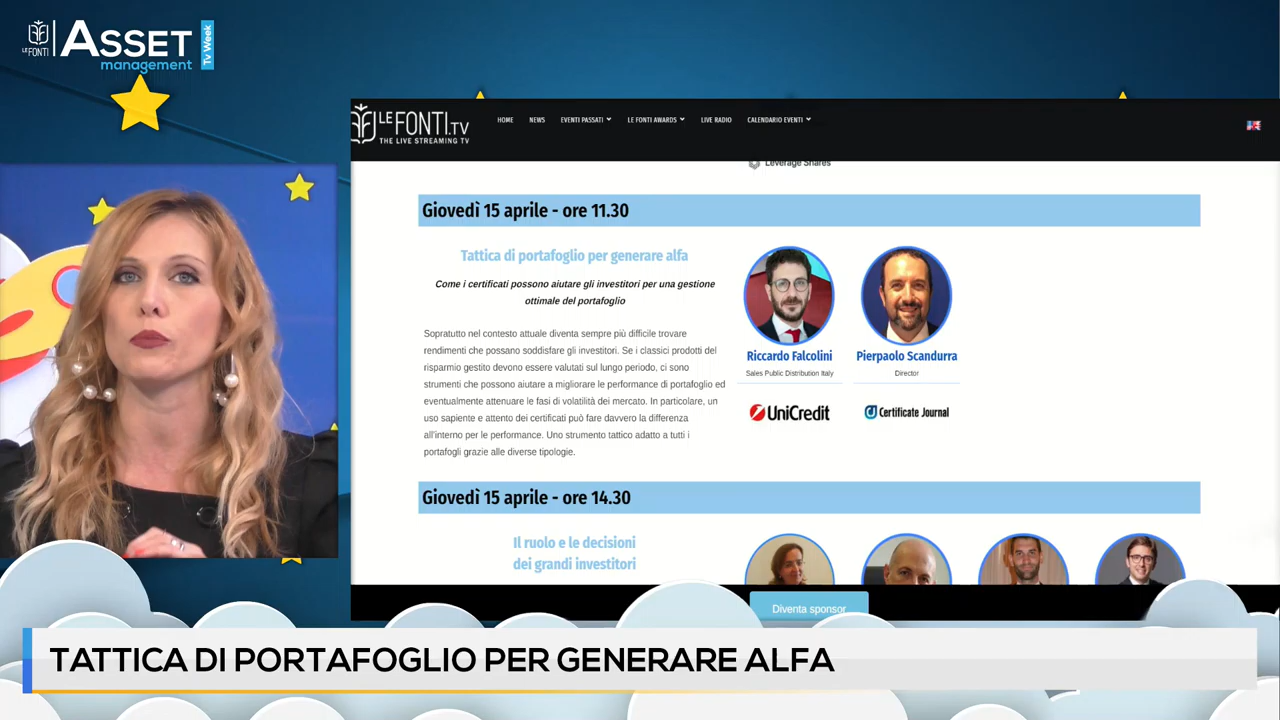 LE FONTI
ASSET
management
Tv Week
LEFONTI.TV
THE LIVE STREAMING TV
HOME NEWS EVENTI PASSATI LE FONTI AWARDS LIVE RADIO CALENDARIO EVENTI
Leverage Shares
Giovedì 15 aprile - ore 11.30
Tattica di portafoglio per generare alfa
Come i certificati possono aiutare gli investitori per una gestione
ottimale del portafoglio
Sopratutto nel contesto attuale diventa sempre più difficile trovare
rendimenti che possano soddisfare gli investitori. Se i classici prodotti del
risparmio gestito devono essere valutati sul lungo periodo, ci sono
strumenti che possono aiutare a migliorare le performance di portafoglio ed
eventualmente attenuare le fasi di volatilità dei mercato. In particolare, un
uso sapiente e attento dei certificati può fare davvero la differenza
all'interno per le performance. Uno strumento tattico adatto a tutti i
portafogli grazie alle diverse tipologie.
Riccardo Falcolini
Sales Public Distribution Italy
UniCredit
Pierpaolo Scandurra
Director
Certificate Journal
Giovedì 15 aprile - ore 14.30
Il ruolo e le decisioni
dei grandi investitori
Diventa sponsor
TATTICA DI PORTAFOGLIO PER GENERARE ALFA